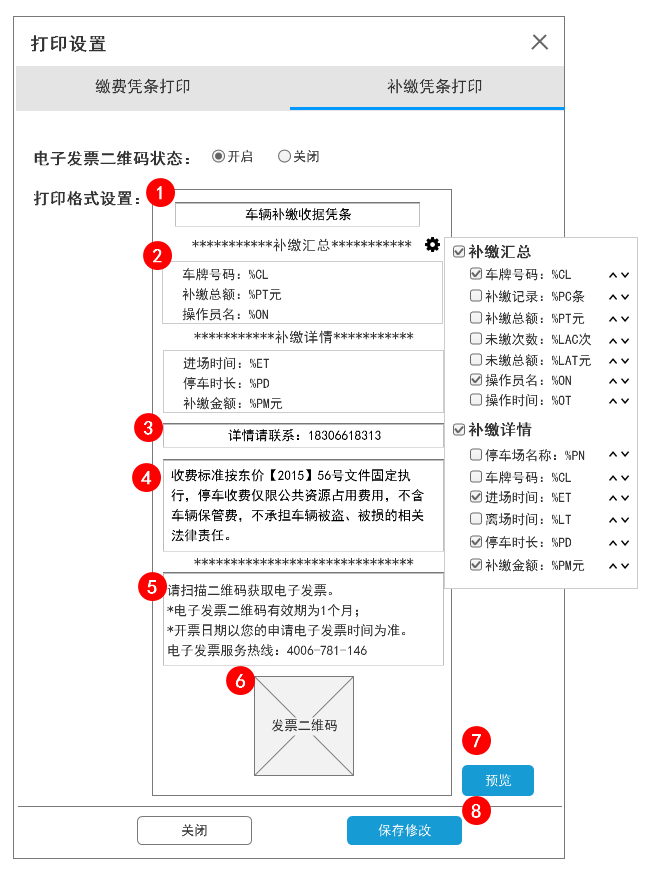 打印设置
缴费凭条打印
补缴凭条打印
电子发票二维码状态：
开启
关闭
打印格式设置：
1
车辆补缴收据凭条
***********补缴汇总***********
2
车牌号码：%CL
补缴总额：%PT元
操作员名：%ON
***********补缴详情***********
进场时间：%ET
停车时长：%PD
补缴金额：%PM元
3
详情请联系：18306618313
4
收费标准按东价【2015】56号文件固定执
行，停车收费仅限公共资源占用费用，不含
车辆保管费，不承担车辆被盗、被损的相关
法律责任。
******************************
5
请扫描二维码获取电子发票。
*电子发票二维码有效期为1个月；
*开票日期以您的申请电子发票时间为准。
电子发票服务热线：4006-781-146
6
发票二维码
补缴汇总
车牌号码：%CL
补缴记录：%PC条
补缴总额：%PT元
未缴次数：%LAC次
未缴总额：%LAT元
操作员名：%ON
操作时间：%OT
补缴详情
停车场名称：%PN
车牌号码：%CL
进场时间：%ET
离场时间：%LT
停车时长：%PD
补缴金额：%PM元
7
预览
8
关闭
保存修改